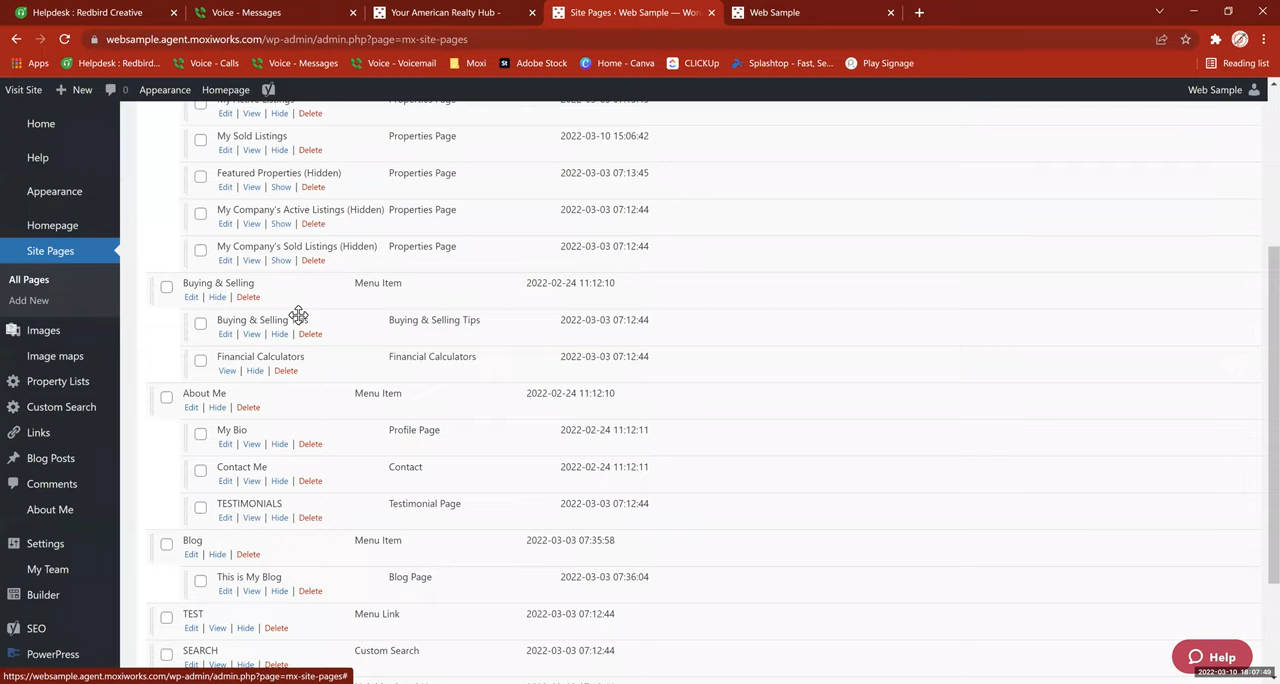 Helpdesk : Redbird Creative
Voice - Messages
Your American Realty Hub -
Site Pages ‹ Web Sample — Wor
Web Sample
websample.agent.moxiworks.com/wp-admin/admin.php?page=mx-site-pages
Apps
Helpdesk : Redbird...
Voice - Calls
Voice - Messages
Voice - Voicemail
Moxi
Adobe Stock
Home - Canva
CLICKUp
Splashtop - Fast, Se...
Play Signage
Reading list
Visit Site
New
0
Appearance
Homepage
Web Sample
Home
Help
Appearance
Homepage
Site Pages
All Pages
Add New
Images
Image maps
Property Lists
Custom Search
Links
Blog Posts
Comments
About Me
Settings
My Team
Builder
SEO
PowerPress
Edit | View | Hide | Delete
My Sold Listings Properties Page 2022-03-10 15:06:42
Edit | View | Hide | Delete
Featured Properties (Hidden) Properties Page 2022-03-03 07:13:45
Edit | View | Show | Delete
My Company's Active Listings (Hidden) Properties Page 2022-03-03 07:12:44
Edit | View | Show | Delete
My Company's Sold Listings (Hidden) Properties Page 2022-03-03 07:12:44
Edit | View | Show | Delete
Buying & Selling Menu Item 2022-02-24 11:12:10
Edit | Hide | Delete
Buying & Selling Buying & Selling Tips 2022-03-03 07:12:44
Edit | View | Hide | Delete
Financial Calculators Financial Calculators 2022-03-03 07:12:44
View | Hide | Delete
About Me Menu Item 2022-02-24 11:12:10
Edit | Hide | Delete
My Bio Profile Page 2022-02-24 11:12:11
Edit | View | Hide | Delete
Contact Me Contact 2022-02-24 11:12:11
Edit | View | Hide | Delete
TESTIMONIALS Testimonial Page 2022-03-03 07:12:44
Edit | View | Hide | Delete
Blog Menu Item 2022-03-03 07:35:58
Edit | Hide | Delete
This is My Blog Blog Page 2022-03-03 07:36:04
Edit | View | Hide | Delete
TEST Menu Link 2022-03-03 07:12:44
Edit | View | Hide | Delete
SEARCH Custom Search 2022-03-03 07:12:44
Edit | View | Hide | Delete
Help
2022-03-10 18:07:49
https://websample.agent.moxiworks.com/wp-admin/admin.php?page=mx-site-pages#